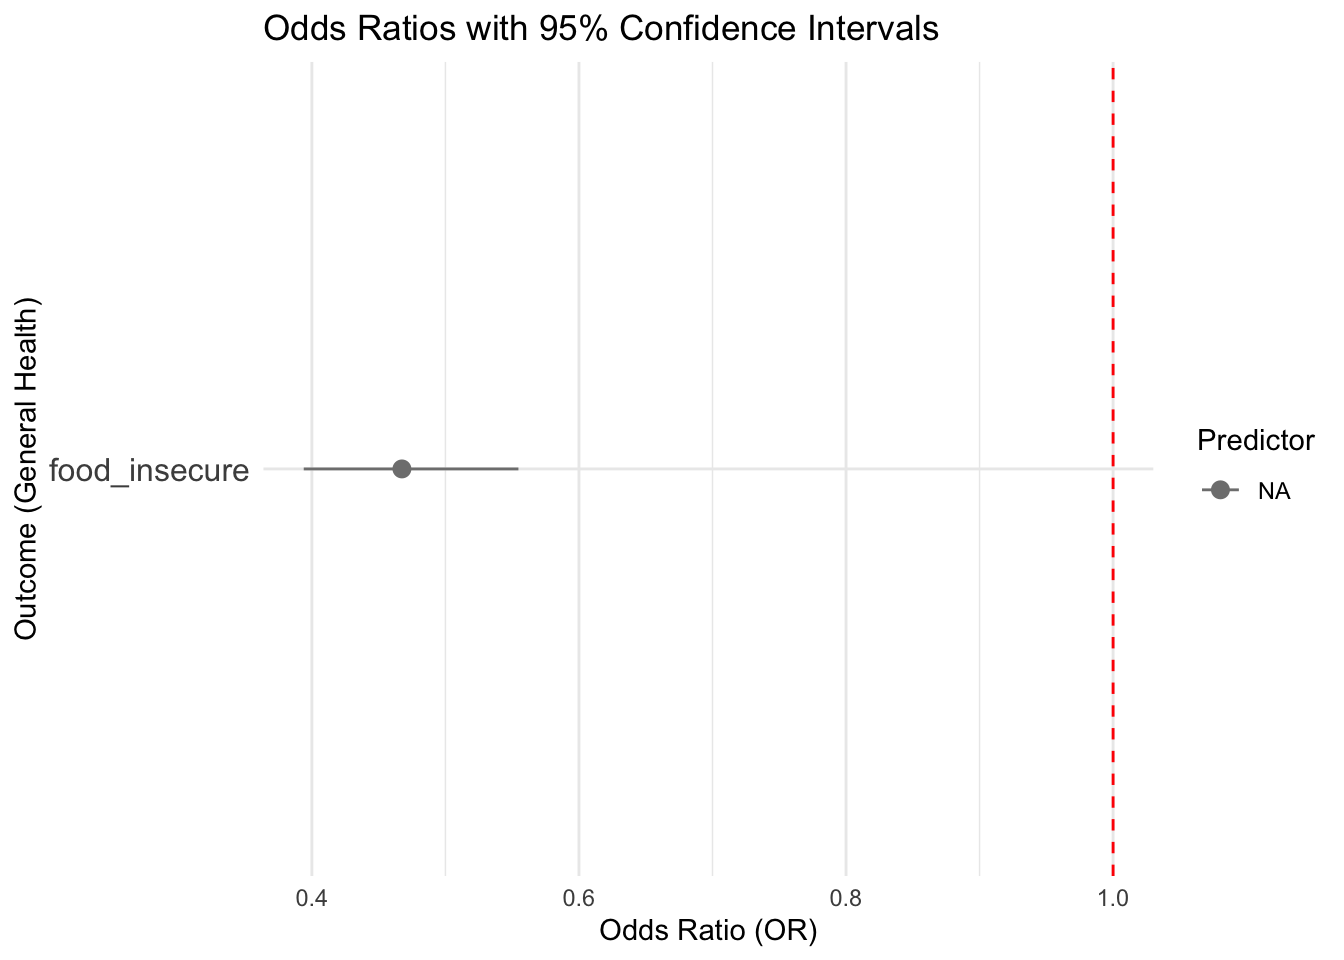 Odds Ratios with 95% Confidence Intervals
Outcome (General Health)
food_insecure
Predictor
NA
0.4 0.6 0.8 1.0
Odds Ratio (OR)